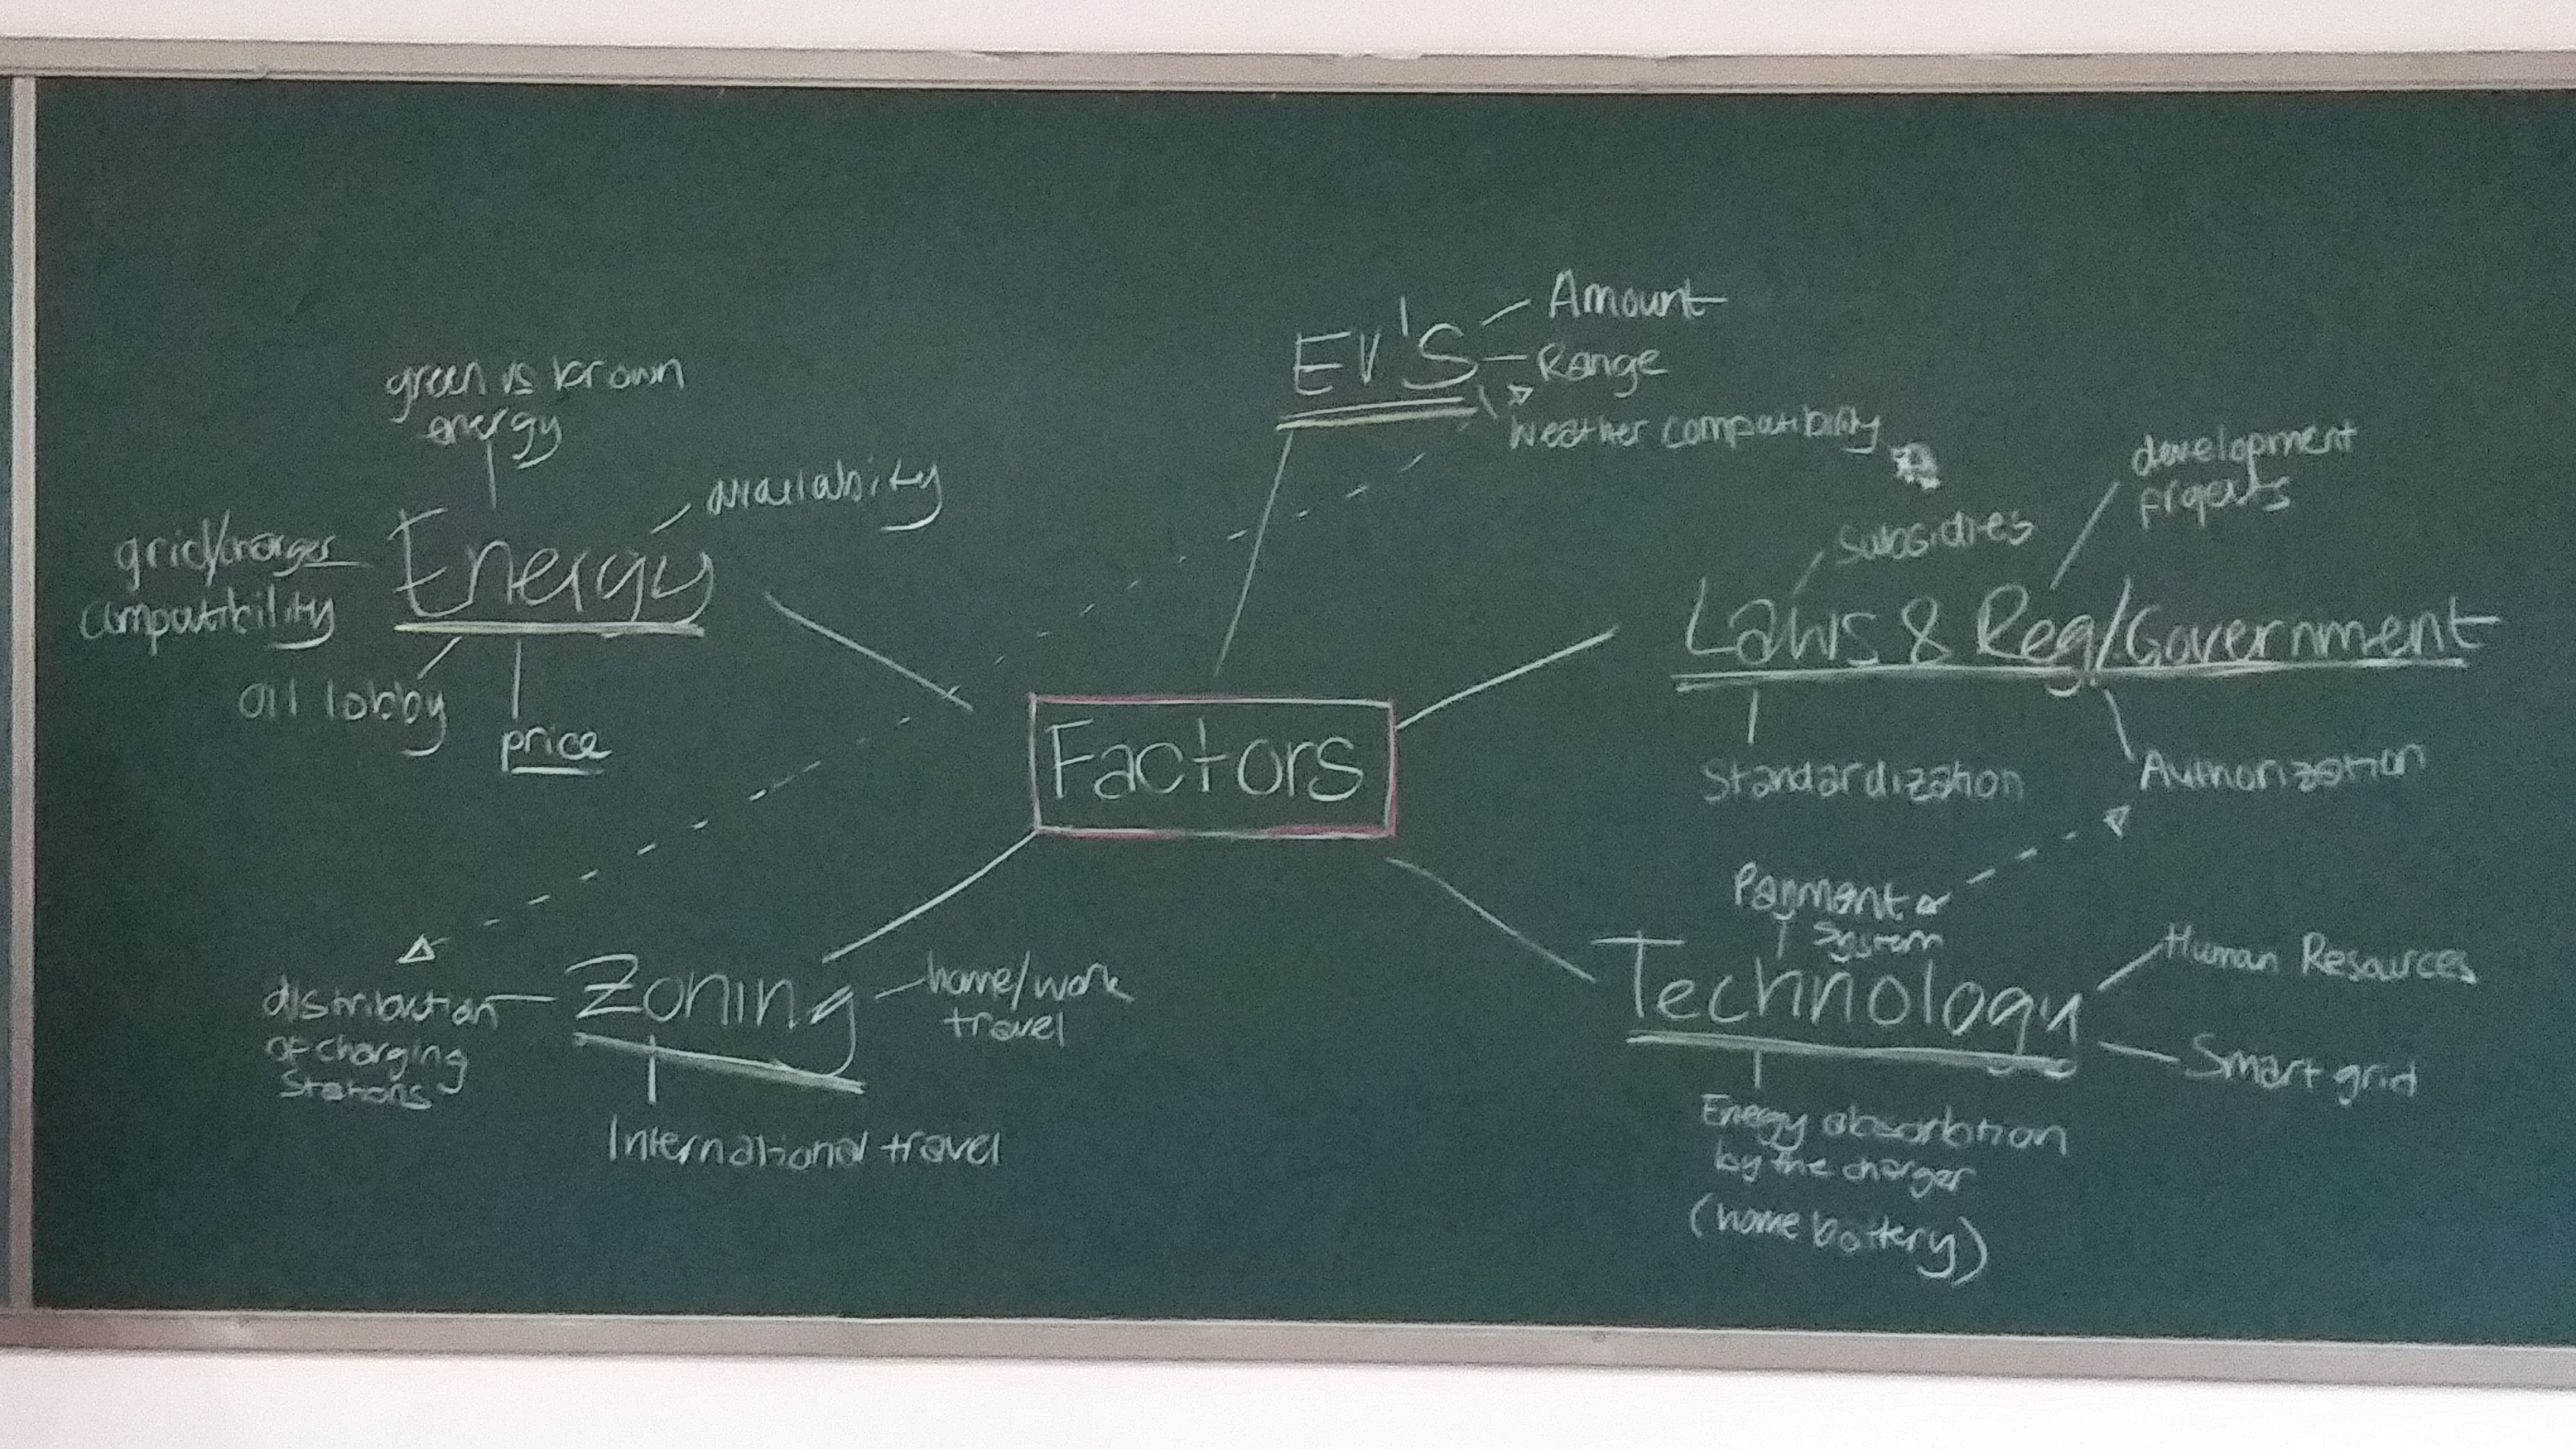 EV'S
Amount
Range
Weather compatibility
green vs brown
energy
availabity
grid/charger
compatibility
Energy
oil lobby
price
development
projects
Subsidies
Laws & Reg/Government
Standardization
Authorization
Factors
Payment
system
Technology
Human Resources
Smart grid
Energy absorbtion
by the charger
(home battery)
Zoning
home/work
travel
distribution
of charging
stations
International travel